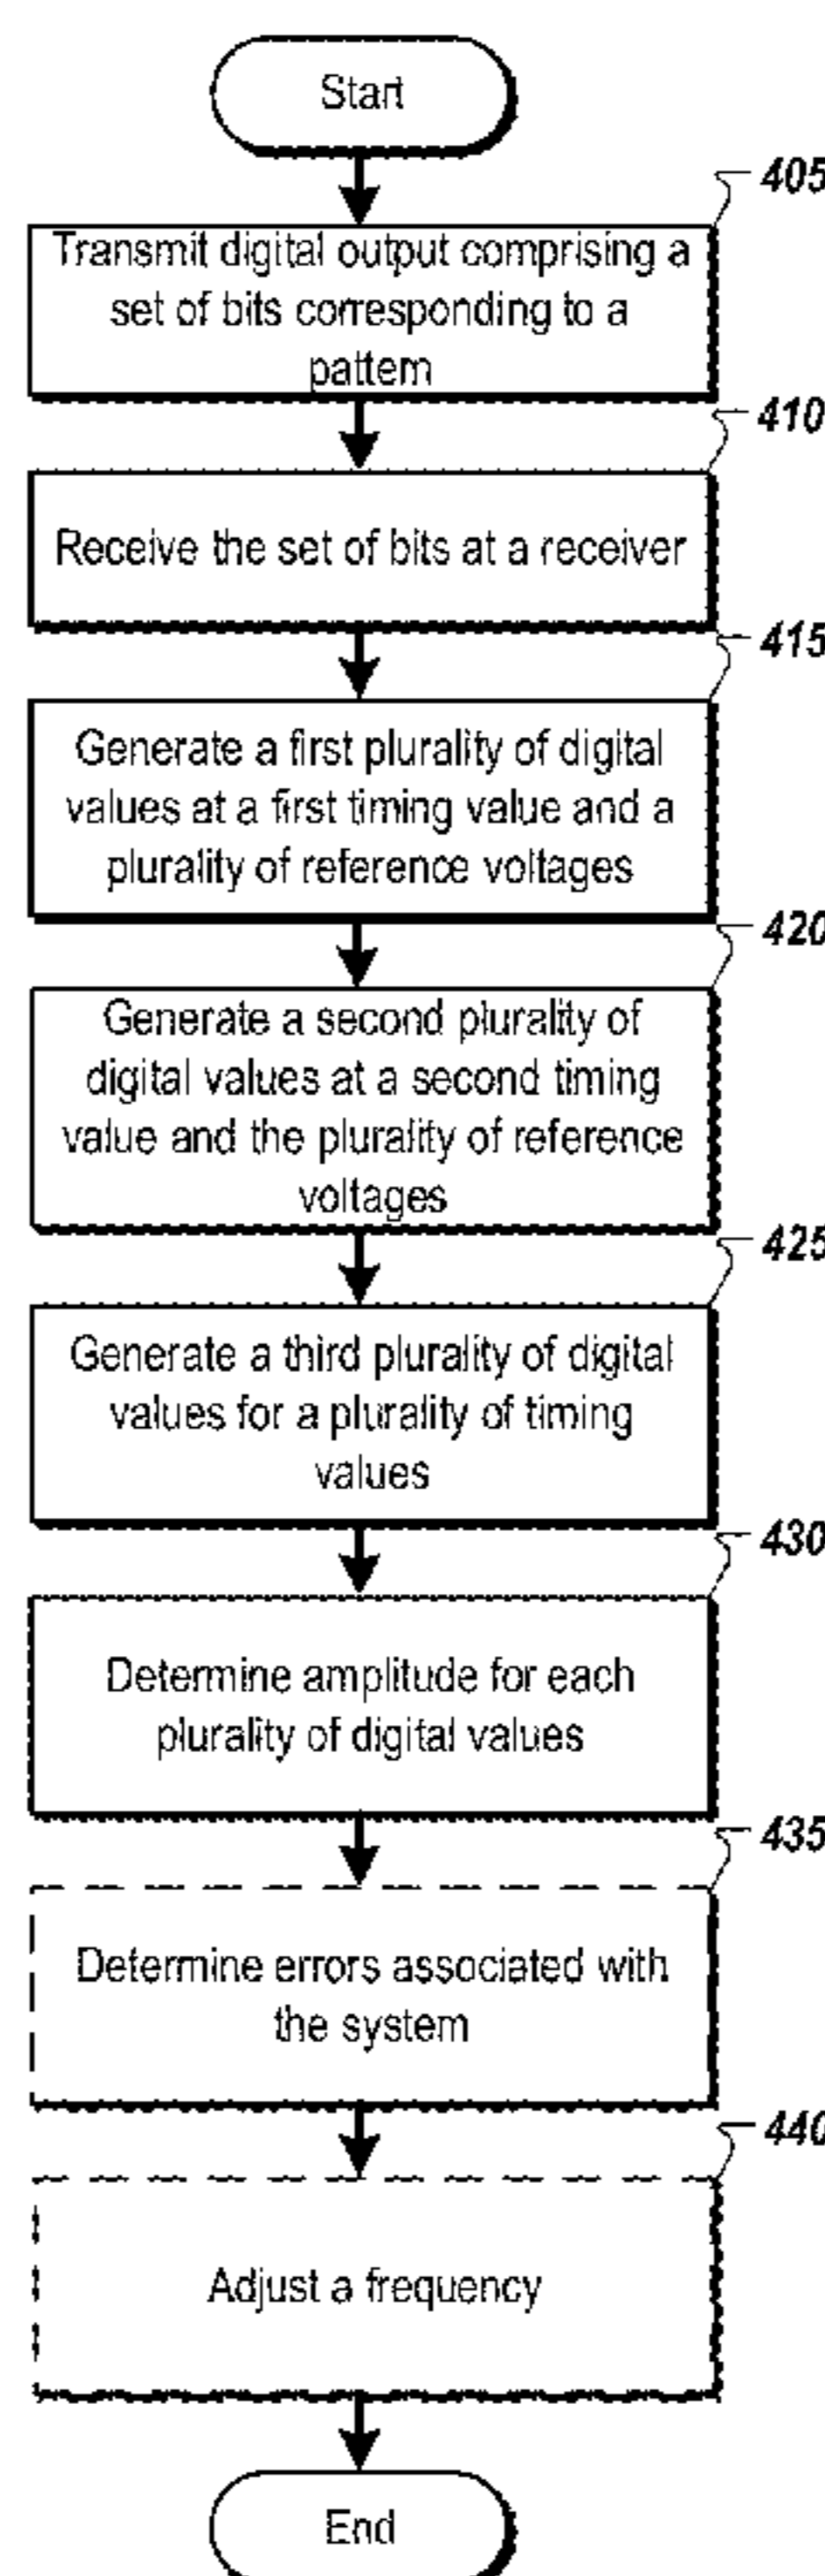 Start
405
Transmit digital output comprising a
set of bits corresponding to a
pattern
410
Receive the set of bits at a receiver
415
Generate a first plurality of digital
values at a first timing value and a
plurality of reference voltages
420
Generate a second plurality of
digital values at a second timing
value and the plurality of reference
voltages
425
Generate a third plurality of digital
values for a plurality of timing
values
430
Determine amplitude for each
plurality of digital values
435
Determine errors associated with
the system
440
Adjust a frequency
End